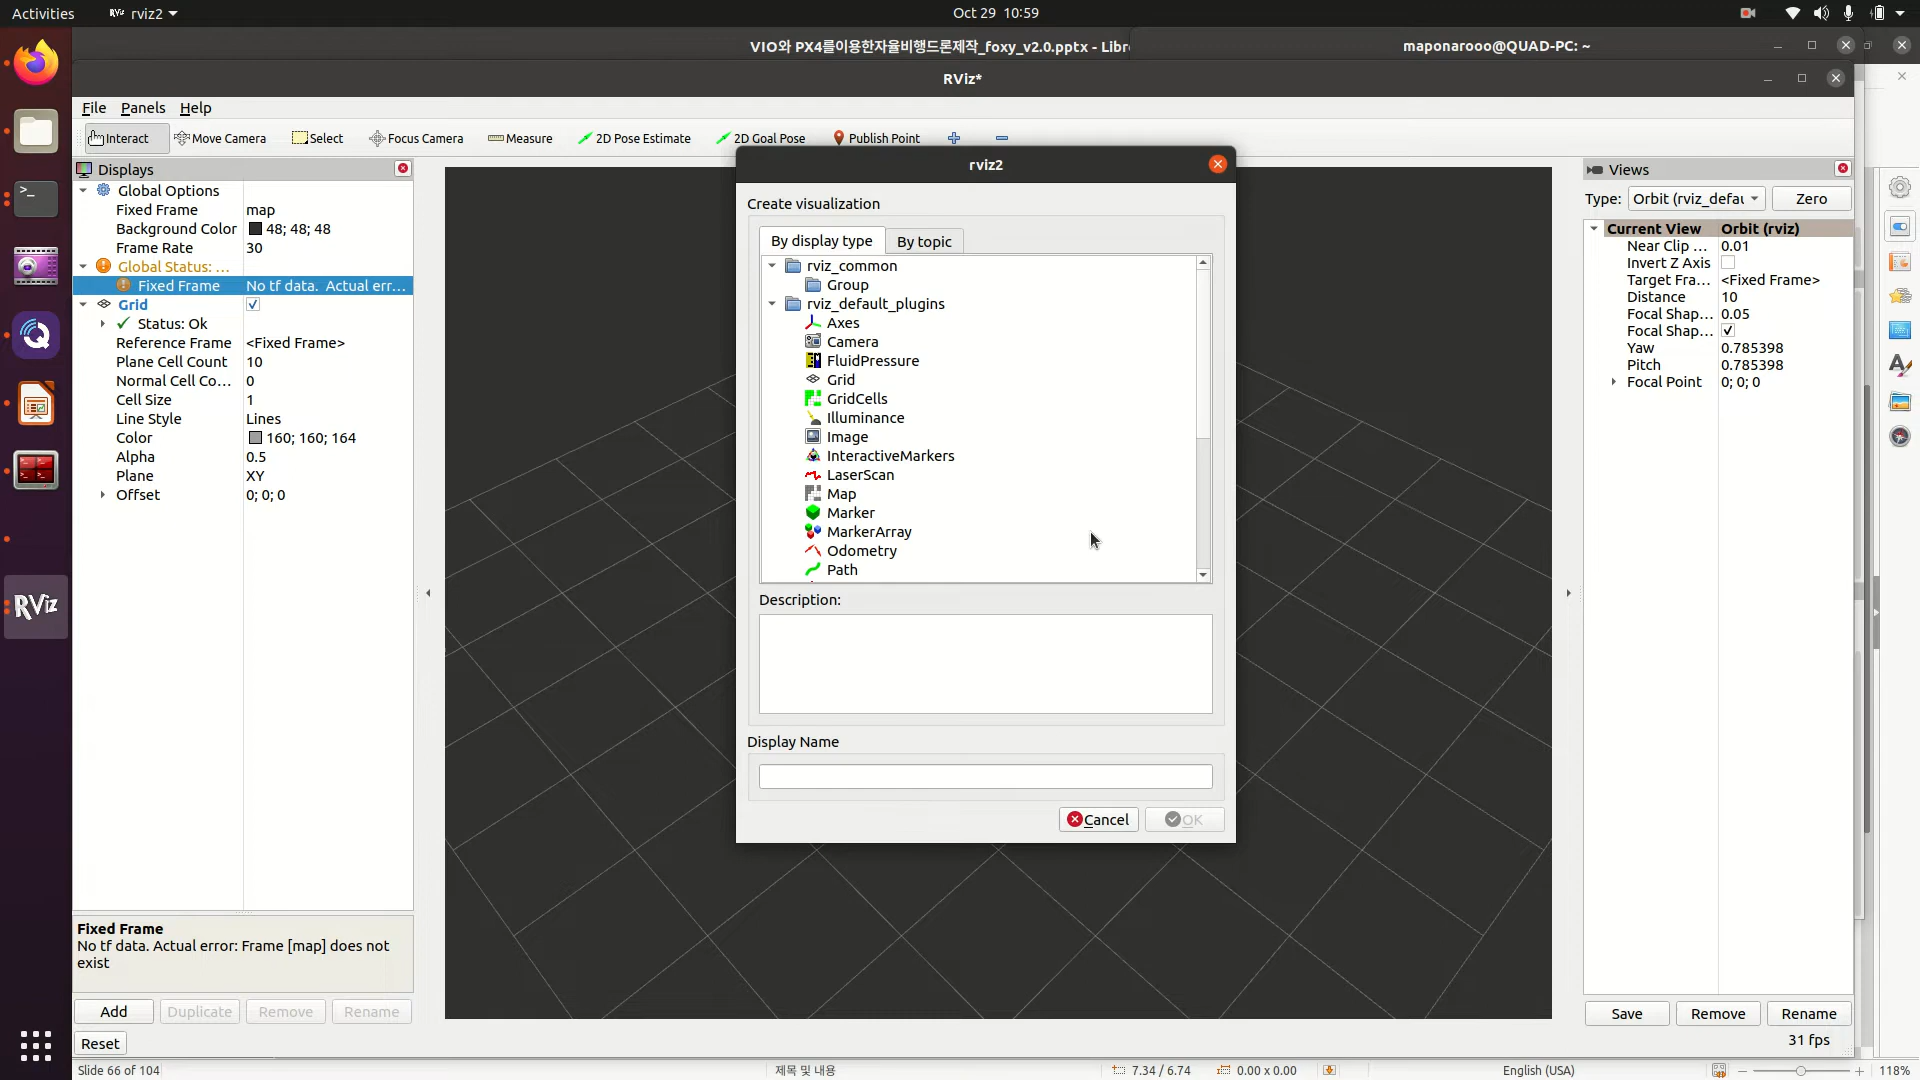 Activities
rviz2
Oct 29 10:59
VIO와 PX4를이용한자율비행드론제작_foxy_v2.0.pptx - Libre
maponarooo@QUAD-PC: ~
RViz*
File Panels Help
Interact Move Camera Select Focus Camera Measure 2D Pose Estimate 2D Goal Pose Publish Point
Displays
Global Options
Fixed Frame map
Background Color 48; 48; 48
Frame Rate 30
Global Status: ...
Fixed Frame No tf data. Actual err...
Grid
Status: Ok
Reference Frame <Fixed Frame>
Plane Cell Count 10
Normal Cell Co... 0
Cell Size 1
Line Style Lines
Color 160; 160; 164
Alpha 0.5
Plane XY
Offset 0; 0; 0
Fixed Frame
No tf data. Actual error: Frame [map] does not
exist
Add Duplicate Remove Rename
Reset
rviz2
Create visualization
By display type By topic
rviz_common
Group
rviz_default_plugins
Axes
Camera
FluidPressure
Grid
GridCells
Illuminance
Image
InteractiveMarkers
LaserScan
Map
Marker
MarkerArray
Odometry
Path
Description:
Display Name
Cancel OK
Views
Type: Orbit (rviz_defau Zero
Current View Orbit (rviz)
Near Clip ... 0.01
Invert Z Axis
Target Fra... <Fixed Frame>
Distance 10
Focal Shap... 0.05
Focal Shap...
Yaw 0.785398
Pitch 0.785398
Focal Point 0; 0; 0
Save Remove Rename
31 fps
RViz
Slide 66 of 104 제목 및 내용 7.34 / 6.74 0.00 x 0.00 English (USA) 118%